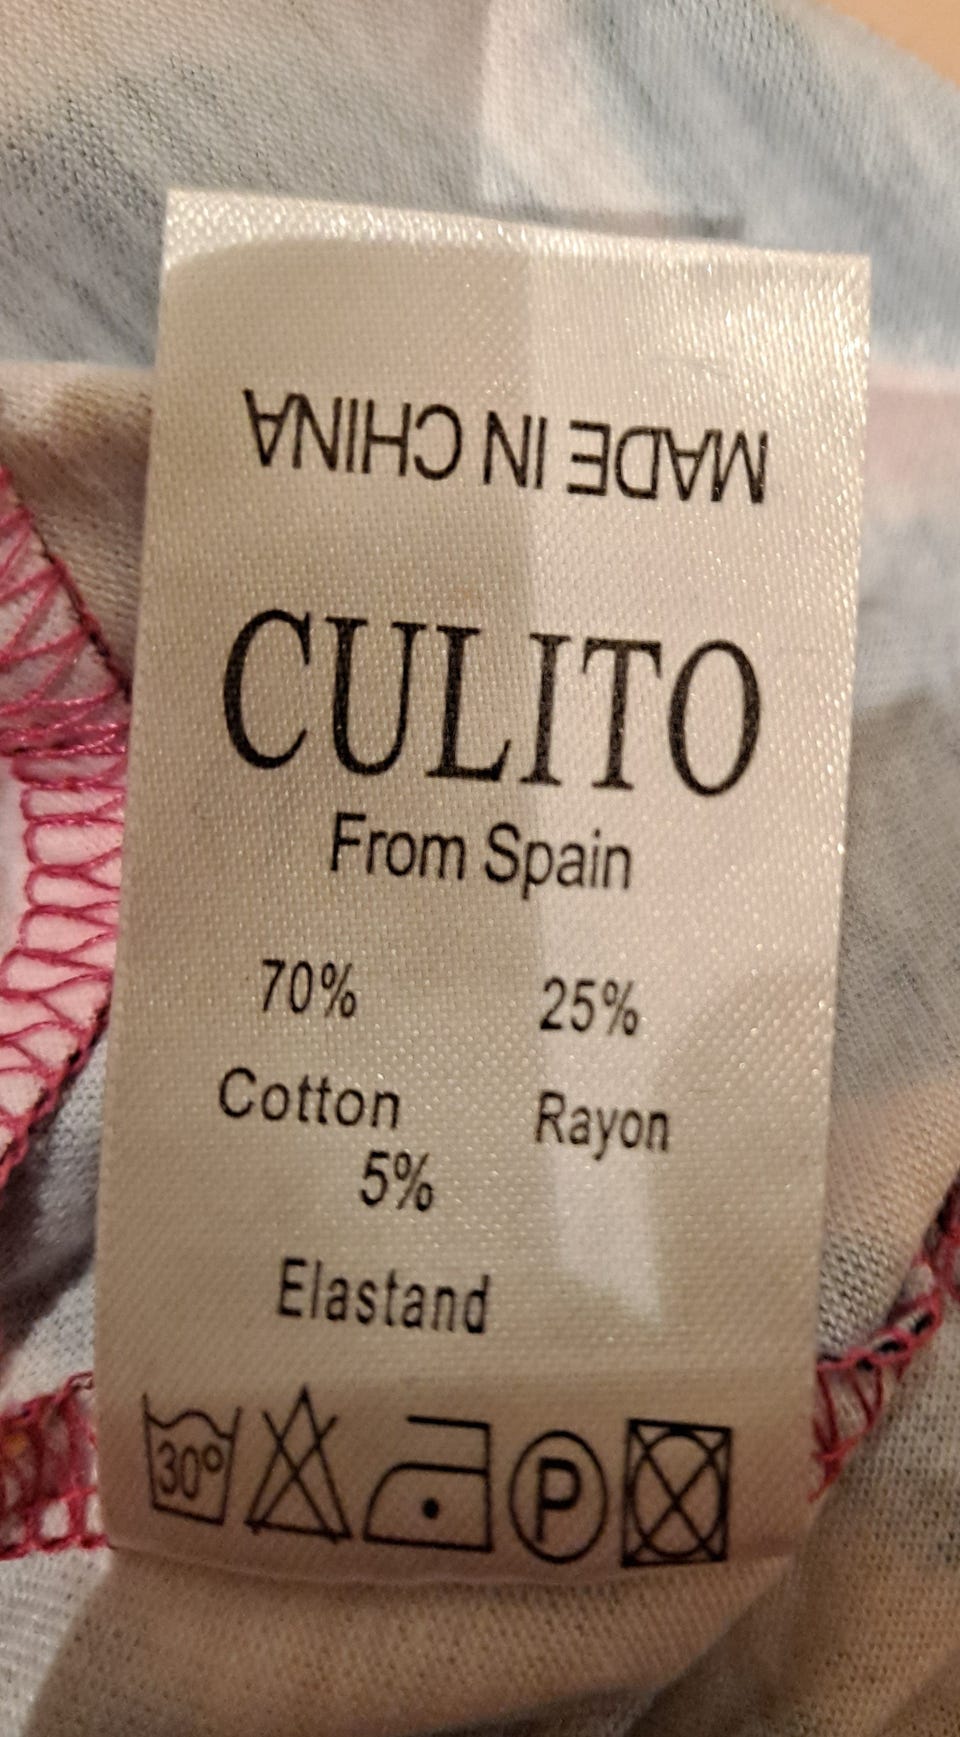 MADE IN CHINA
CULITO
From Spain
70% 25%
Cotton Rayon
5%
Elastand
30° P